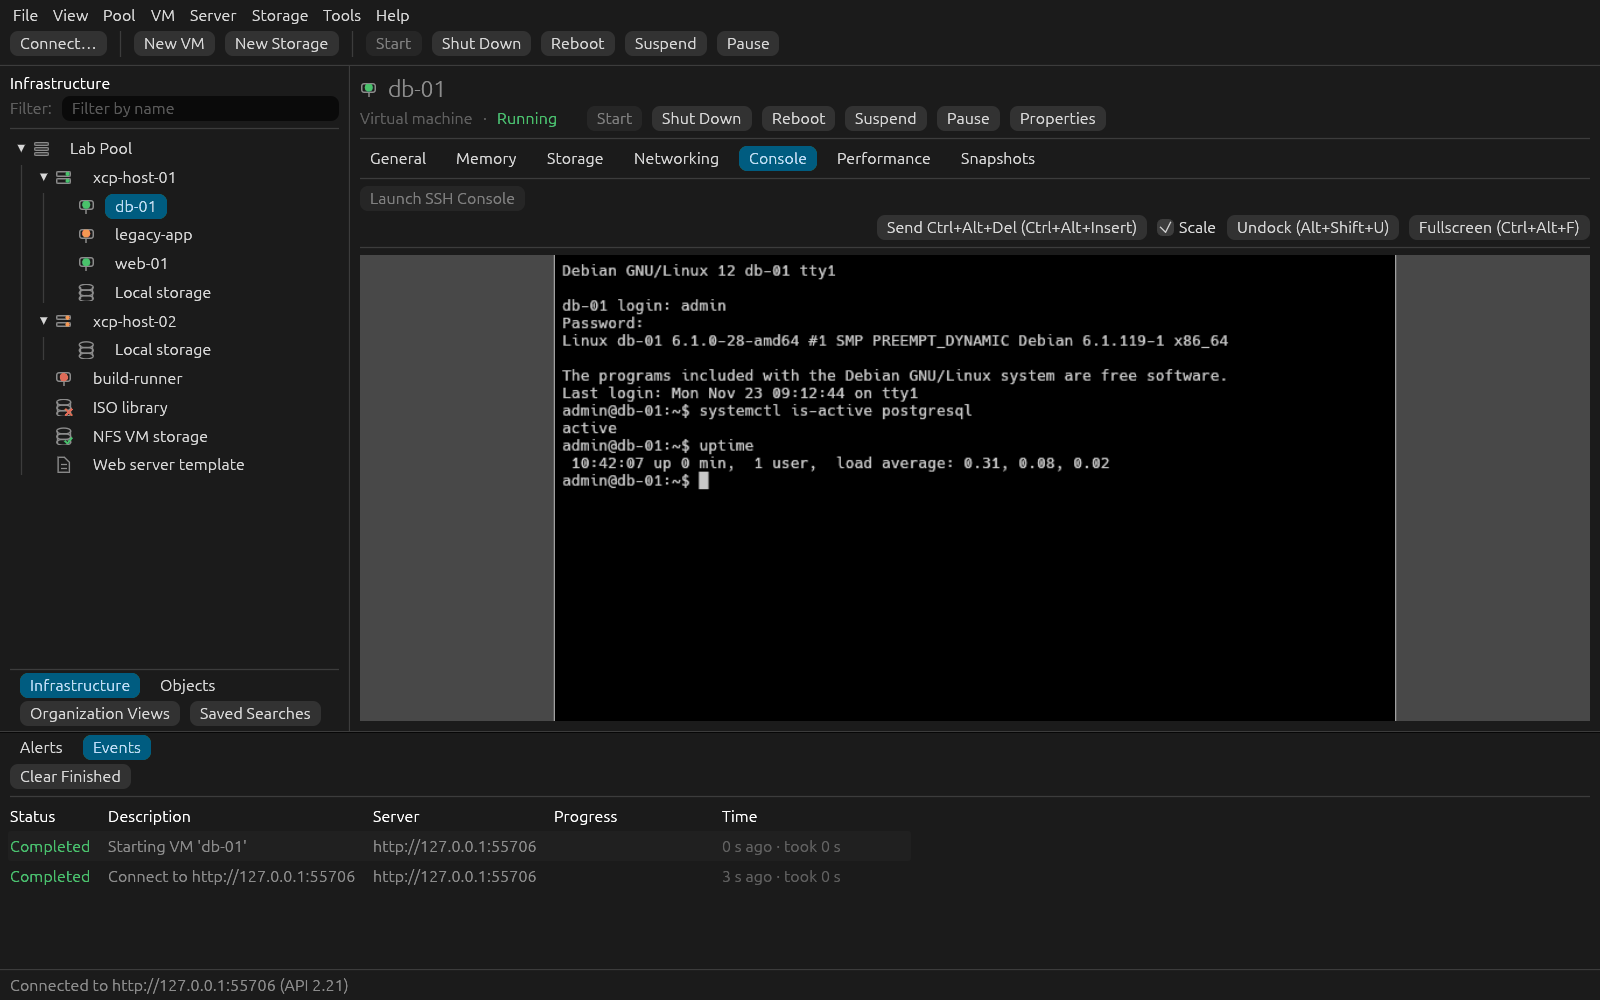 File View Pool VM Server Storage Tools Help
Connect... New VM New Storage Start Shut Down Reboot Suspend Pause
Infrastructure
Filter: Filter by name
Lab Pool
xcp-host-01
db-01
legacy-app
web-01
Local storage
xcp-host-02
Local storage
build-runner
ISO library
NFS VM storage
Web server template
Infrastructure Objects
Organization Views Saved Searches
db-01
Virtual machine · Running Start Shut Down Reboot Suspend Pause Properties
General Memory Storage Networking Console Performance Snapshots
Launch SSH Console
Send Ctrl+Alt+Del (Ctrl+Alt+Insert) Scale Undock (Alt+Shift+U) Fullscreen (Ctrl+Alt+F)
Debian GNU/Linux 12 db-01 tty1
db-01 login: admin
Password:
Linux db-01 6.1.0-28-amd64 #1 SMP PREEMPT_DYNAMIC Debian 6.1.119-1 x86_64
The programs included with the Debian GNU/Linux system are free software.
Last login: Mon Nov 23 09:12:44 on tty1
admin@db-01:~$ systemctl is-active postgresql
active
admin@db-01:~$ uptime
10:42:07 up 0 min, 1 user, load average: 0.31, 0.08, 0.02
admin@db-01:~$
Alerts Events
Clear Finished
Status Description Server Progress Time
Completed Starting VM 'db-01' http://127.0.0.1:55706 0 s ago · took 0 s
Completed Connect to http://127.0.0.1:55706 http://127.0.0.1:55706 3 s ago · took 0 s
Connected to http://127.0.0.1:55706 (API 2.21)